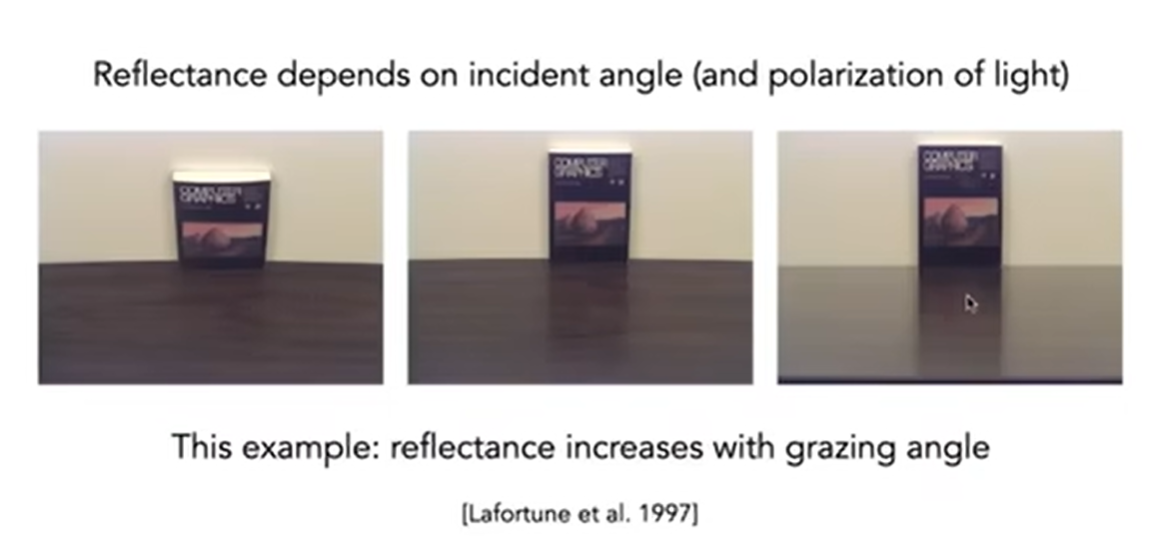 Reflectance depends on incident angle (and polarization of light)
COMPUTER
GRAPHICS
COMPUTER
GRAPHICS
COMPUTER
GRAPHICS
This example: reflectance increases with grazing angle
[Lafortune et al. 1997]